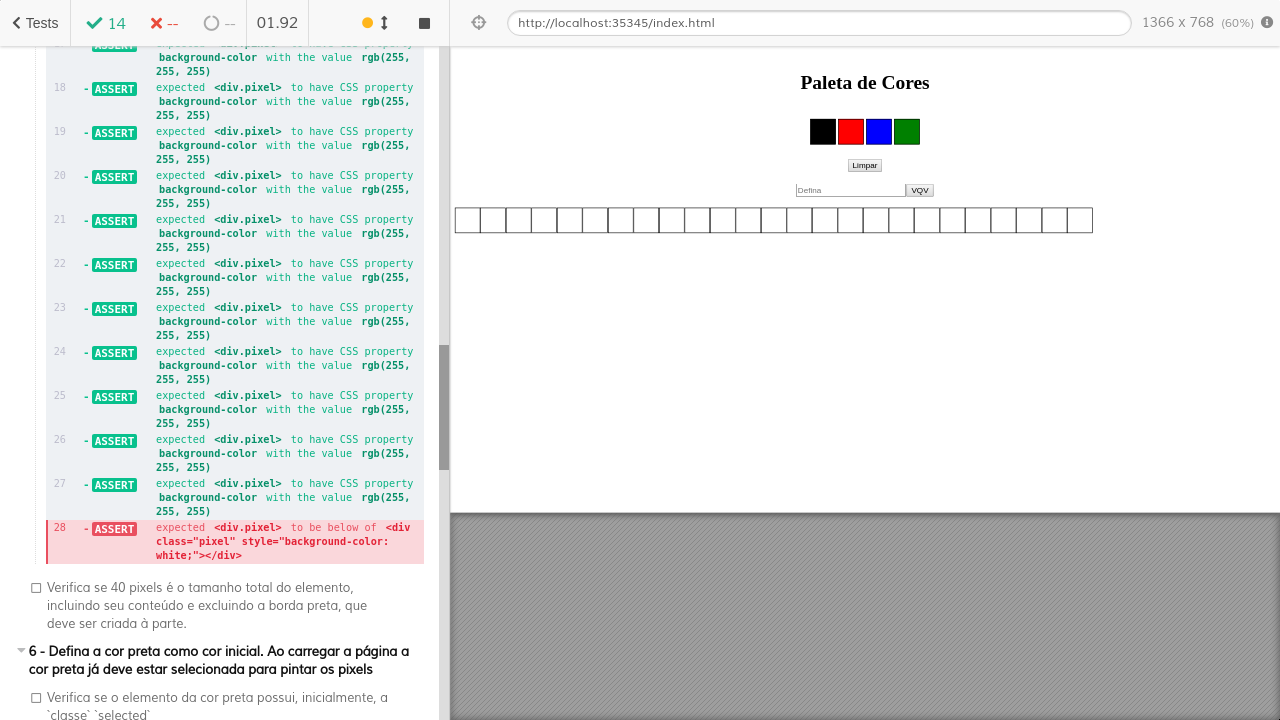 Tests 14 -- -- 01.92
http://localhost:35345/index.html 1366 x 768 (60%)
background-color with the value rgb(255,
255, 255)
18 - ASSERT expected <div.pixel> to have CSS property
background-color with the value rgb(255,
255, 255)
19 - ASSERT expected <div.pixel> to have CSS property
background-color with the value rgb(255,
255, 255)
20 - ASSERT expected <div.pixel> to have CSS property
background-color with the value rgb(255,
255, 255)
21 - ASSERT expected <div.pixel> to have CSS property
background-color with the value rgb(255,
255, 255)
22 - ASSERT expected <div.pixel> to have CSS property
background-color with the value rgb(255,
255, 255)
23 - ASSERT expected <div.pixel> to have CSS property
background-color with the value rgb(255,
255, 255)
24 - ASSERT expected <div.pixel> to have CSS property
background-color with the value rgb(255,
255, 255)
25 - ASSERT expected <div.pixel> to have CSS property
background-color with the value rgb(255,
255, 255)
26 - ASSERT expected <div.pixel> to have CSS property
background-color with the value rgb(255,
255, 255)
27 - ASSERT expected <div.pixel> to have CSS property
background-color with the value rgb(255,
255, 255)
28 - ASSERT expected <div.pixel> to be below of <div
class="pixel" style="background-color:
white;"></div>
Verifica se 40 pixels é o tamanho total do elemento,
incluindo seu conteúdo e excluindo a borda preta, que
deve ser criada à parte.
6 - Defina a cor preta como cor inicial. Ao carregar a página a
cor preta já deve estar selecionada para pintar os pixels
Verifica se o elemento da cor preta possui, inicialmente, a
`classe` `selected`
Paleta de Cores
Limpar
Defina VQV